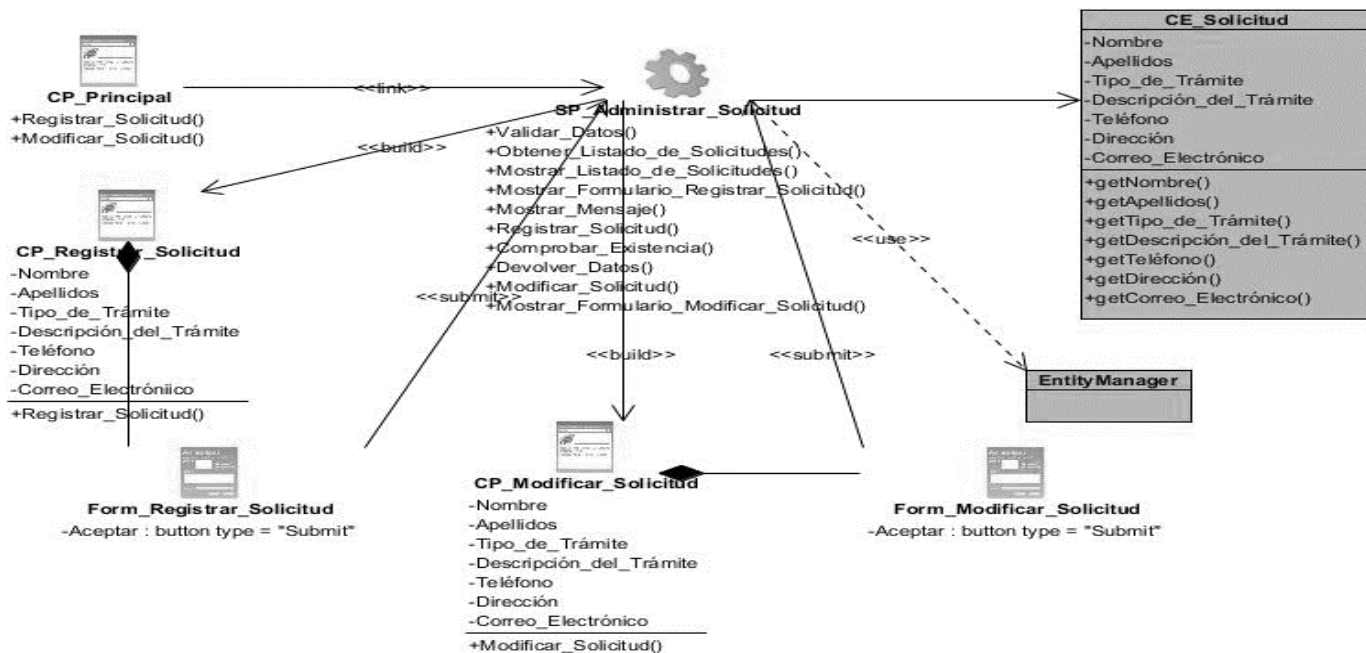 CP_Principal
+Registrar_Solicitud()
+Modificar_Solicitud()
<<link>>
<<build>>
SP_Administrar_Solicitud
+Validar_Datos()
+Obtener_Listado_de_Solicitudes()
+Mostrar_Listado_de_Solicitudes()
+Mostrar_Formulario_Registrar_Solicitud()
+Mostrar_Mensaje()
+Registrar_Solicitud()
+Comprobar_Existencia()
+Devolver_Datos()
+Modificar_Solicitud()
+Mostrar_Formulario_Modificar_Solicitud()
CE_Solicitud
-Nombre
-Apellidos
-Tipo_de_Trámite
-Descripción_del_Trámite
-Teléfono
-Dirección
-Correo_Electrónico
+getNombre()
+getApellidos()
+getTipo_de_Trámite()
+getDescripción_del_Trámite()
+getTeléfono()
+getDirección()
+getCorreo_Electrónico()
CP_Registrar_Solicitud
-Nombre
-Apellidos
-Tipo_de_Trámite
-Descripción_del_Trámite
-Teléfono
-Dirección
-Correo_Electróniico
+Registrar_Solicitud()
<<submit>>
<<use>>
<<build>>
<<submit>>
EntityManager
Form_Registrar_Solicitud
-Aceptar : button type = "Submit"
CP_Modificar_Solicitud
-Nombre
-Apellidos
-Tipo_de_Trámite
-Descripción_del_Trámite
-Teléfono
-Dirección
-Correo_Electrónico
+Modificar_Solicitud()
Form_Modificar_Solicitud
-Aceptar : button type = "Submit"